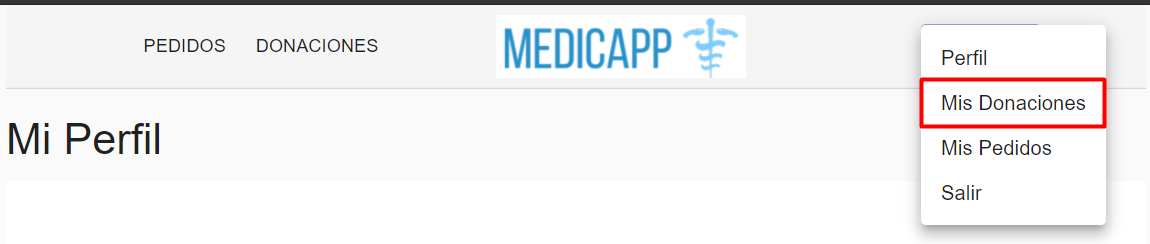 PEDIDOS DONACIONES MEDICAPP
Perfil
Mis Donaciones
Mis Pedidos
Salir
Mi Perfil